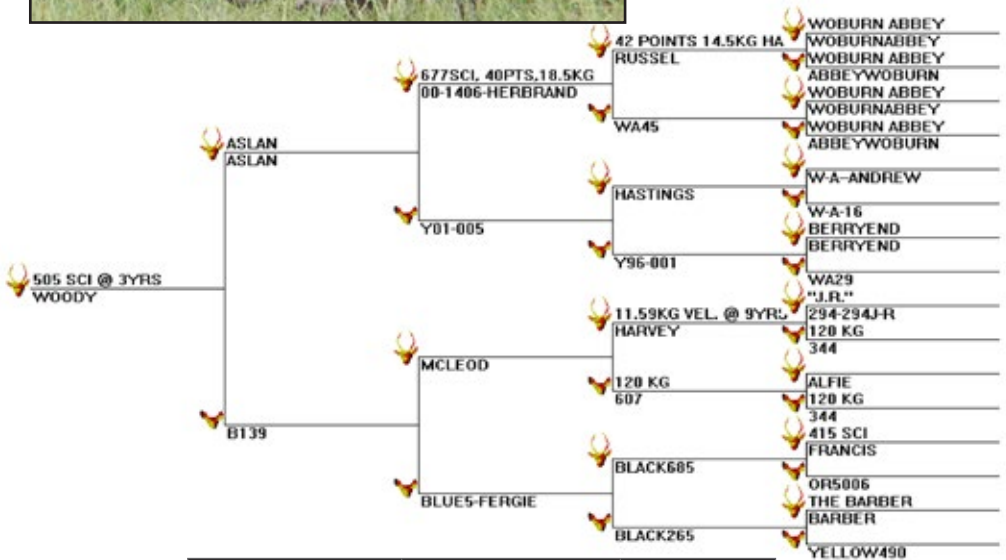 505 SCI @ 3YRS
WOODY
ASLAN
ASLAN
B139
677SCI, 40PTS,18.5KG
00-1406-HERBRAND
Y01-005
MCLEOD
BLUE5-FERGIE
42 POINTS 14.5KG HA
RUSSEL
WA45
HASTINGS
Y96-001
11.59KG VEL. @ 9YRS
HARVEY
120 KG
607
BLACK685
BLACK265
WOBURN ABBEY
WOBURNABBEY
WOBURN ABBEY
ABBEYWOBURN
WOBURN ABBEY
WOBURNABBEY
WOBURN ABBEY
ABBEYWOBURN
W-A-ANDREW
W-A-16
BERRYEND
BERRYEND
WA29
"J.R."
294-294J-R
120 KG
344
ALFIE
120 KG
344
415 SCI
FRANCIS
OR5006
THE BARBER
BARBER
YELLOW490